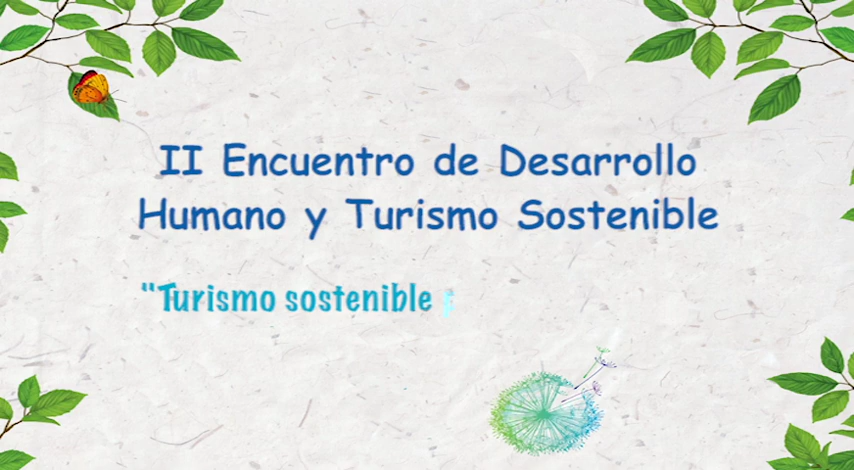 II Encuentro de Desarrollo
Humano y Turismo Sostenible
"Turismo sostenible